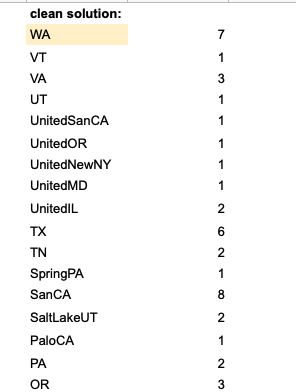 clean solution:
WA 7
VT 1
VA 3
UT 1
UnitedSanCA 1
UnitedOR 1
UnitedNewNY 1
UnitedMD 1
UnitedIL 2
TX 6
TN 2
SpringPA 1
SanCA 8
SaltLakeUT 2
PaloCA 1
PA 2
OR 3